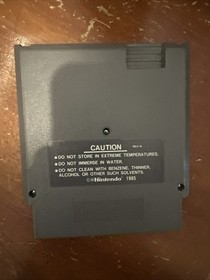 CAUTION
• DO NOT STORE IN EXTREME TEMPERATURES.
• DO NOT IMMERSE IN WATER.
• DO NOT CLEAN WITH BENZENE, THINNER,
ALCOHOL OR OTHER SUCH SOLVENTS.
©Nintendo 1985